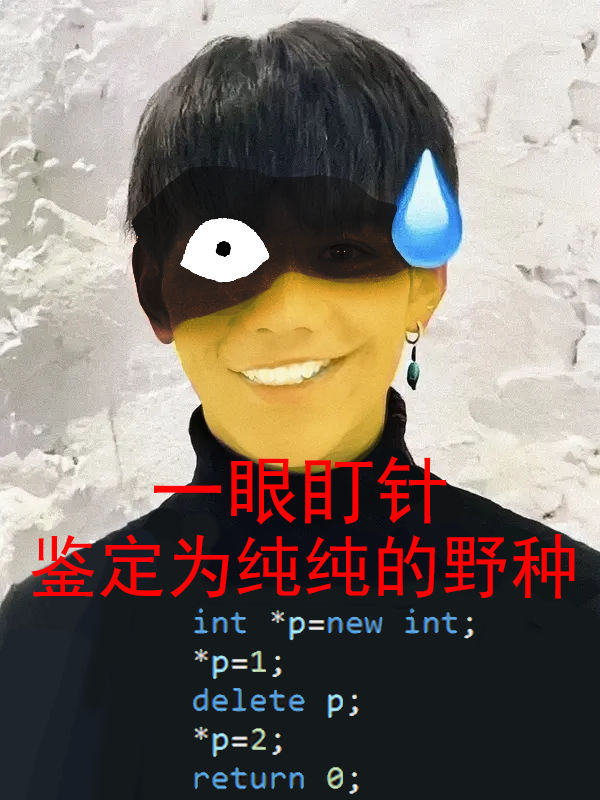 一眼盯针
鉴定为纯纯的野种
int *p=new int;
*p=1;
delete p;
*p=2;
return 0;